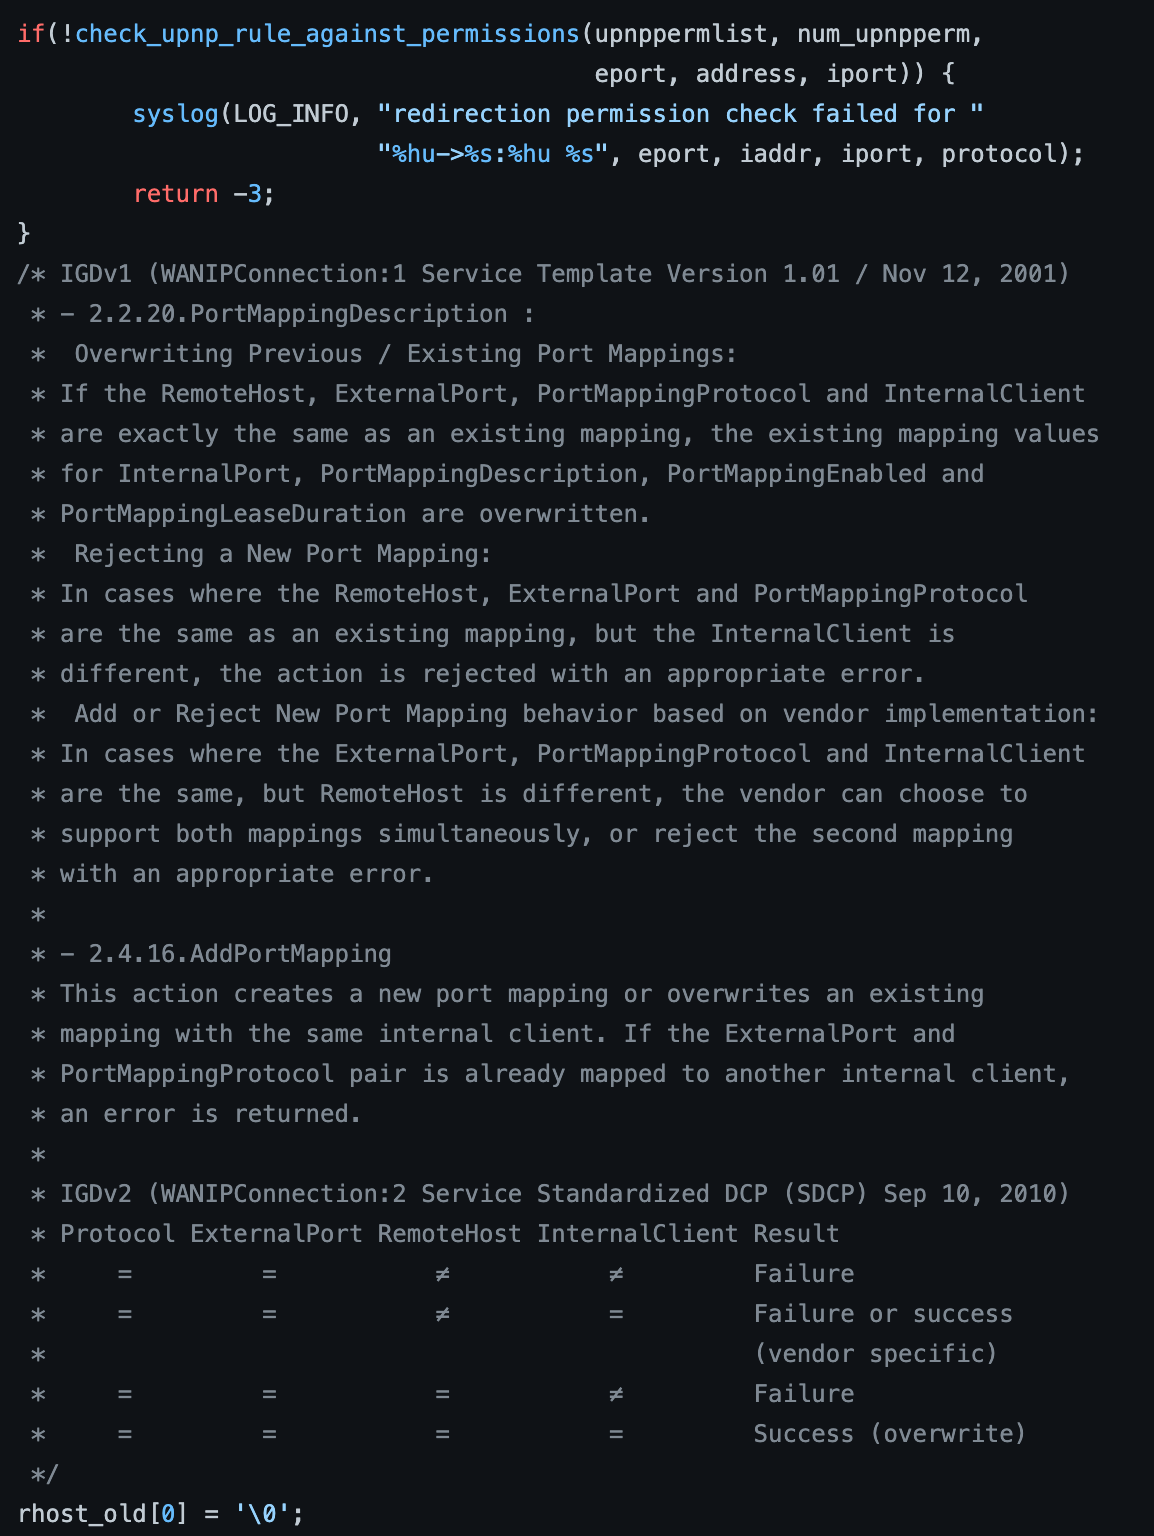 if(!check_upnp_rule_against_permissions(upnppermlist, num_upnpperm,
                                        eport, address, iport)) {
        syslog(LOG_INFO, "redirection permission check failed for "
                         "%hu->%s:%hu %s", eport, iaddr, iport, protocol);
        return -3;
}
/* IGDv1 (WANIPConnection:1 Service Template Version 1.01 / Nov 12, 2001)
 * - 2.2.20.PortMappingDescription :
 *  Overwriting Previous / Existing Port Mappings:
 * If the RemoteHost, ExternalPort, PortMappingProtocol and InternalClient
 * are exactly the same as an existing mapping, the existing mapping values
 * for InternalPort, PortMappingDescription, PortMappingEnabled and
 * PortMappingLeaseDuration are overwritten.
 *  Rejecting a New Port Mapping:
 * In cases where the RemoteHost, ExternalPort and PortMappingProtocol
 * are the same as an existing mapping, but the InternalClient is
 * different, the action is rejected with an appropriate error.
 *  Add or Reject New Port Mapping behavior based on vendor implementation:
 * In cases where the ExternalPort, PortMappingProtocol and InternalClient
 * are the same, but RemoteHost is different, the vendor can choose to
 * support both mappings simultaneously, or reject the second mapping
 * with an appropriate error.
 *
 * - 2.4.16.AddPortMapping
 * This action creates a new port mapping or overwrites an existing
 * mapping with the same internal client. If the ExternalPort and
 * PortMappingProtocol pair is already mapped to another internal client,
 * an error is returned.
 *
 * IGDv2 (WANIPConnection:2 Service Standardized DCP (SDCP) Sep 10, 2010)
 * Protocol ExternalPort RemoteHost InternalClient Result
 *     =         =           ≠           ≠         Failure
 *     =         =           ≠           =         Failure or success
 *                                                 (vendor specific)
 *     =         =           =           ≠         Failure
 *     =         =           =           =         Success (overwrite)
 */
rhost_old[0] = '\0';